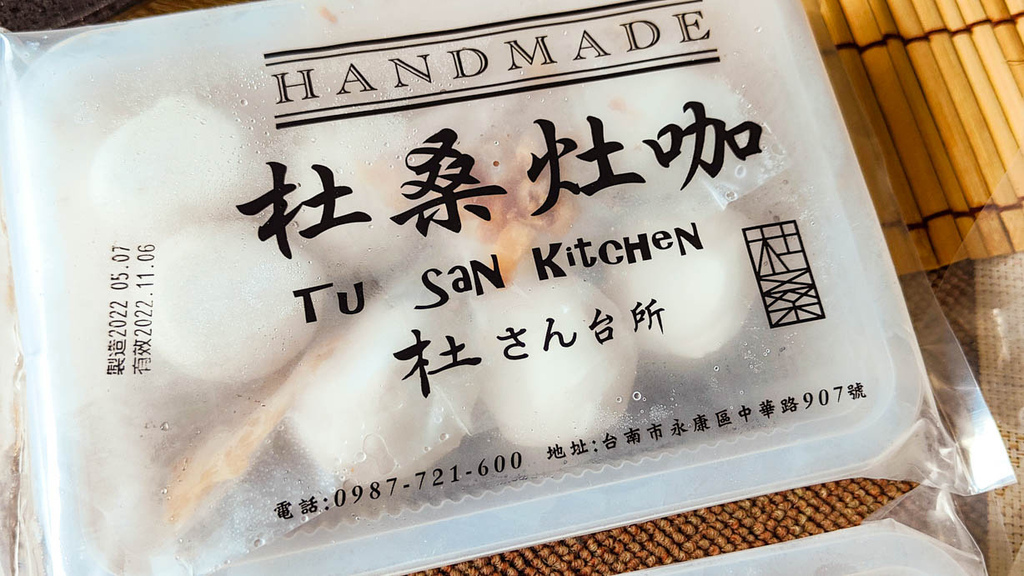 HANDMADE
杜桑灶咖
TU SaN KitCHeN
杜さん台所
製造2022 05.07
有效2022.11.06
電話:0987-721-600 地址:台南市永康區中華路907號